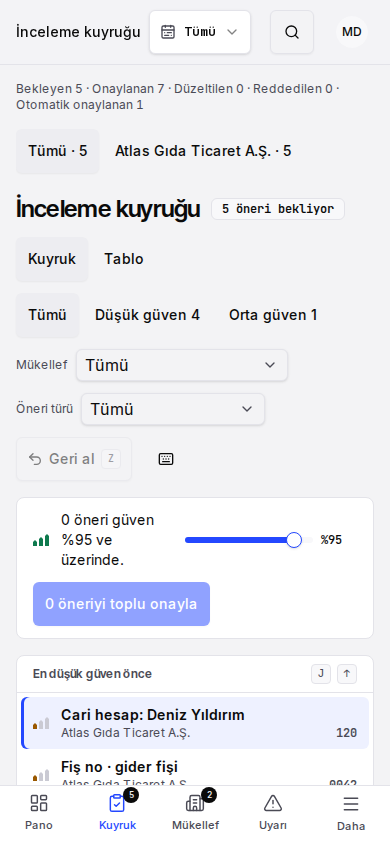 İnceleme kuyruğu
Tümü
MD
Bekleyen 5 · Onaylanan 7 · Düzeltilen 0 · Reddedilen 0 ·
Otomatik onaylanan 1
Tümü · 5
Atlas Gıda Ticaret A.Ş. · 5
İnceleme kuyruğu
5 öneri bekliyor
Kuyruk
Tablo
Tümü
Düşük güven 4
Orta güven 1
Mükellef
Tümü
Öneri türü
Tümü
Geri al
Z
0 öneri güven
%95 ve
üzerinde.
%95
0 öneriyi toplu onayla
En düşük güven önce
J
↑
Cari hesap: Deniz Yıldırım
Atlas Gıda Ticaret A.Ş.
120
Fiş no · gider fişi
Atlas Gıda Ticaret A.Ş.
0042
Pano
5
Kuyruk
2
Mükellef
Uyarı
Daha